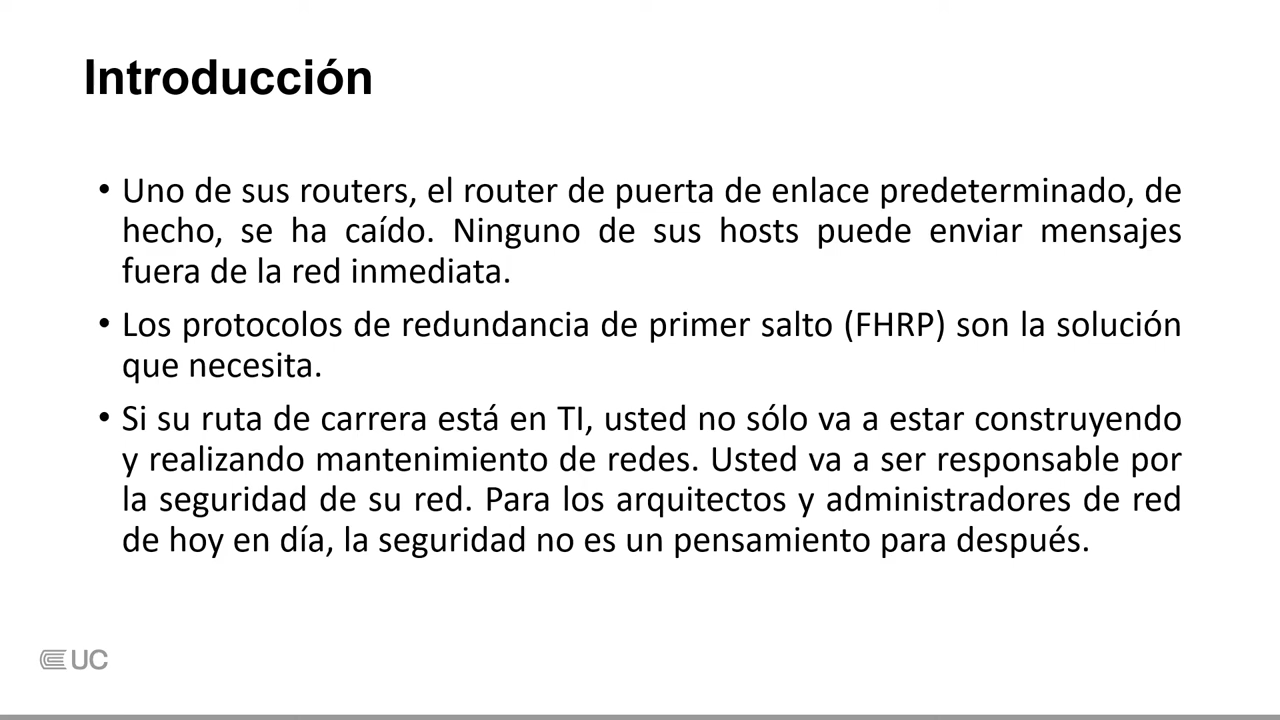 Introducción
• Uno de sus routers, el router de puerta de enlace predeterminado, de
hecho, se ha caído. Ninguno de sus hosts puede enviar mensajes
fuera de la red inmediata.
• Los protocolos de redundancia de primer salto (FHRP) son la solución
que necesita.
• Si su ruta de carrera está en TI, usted no sólo va a estar construyendo
y realizando mantenimiento de redes. Usted va a ser responsable por
la seguridad de su red. Para los arquitectos y administradores de red
de hoy en día, la seguridad no es un pensamiento para después.
UC